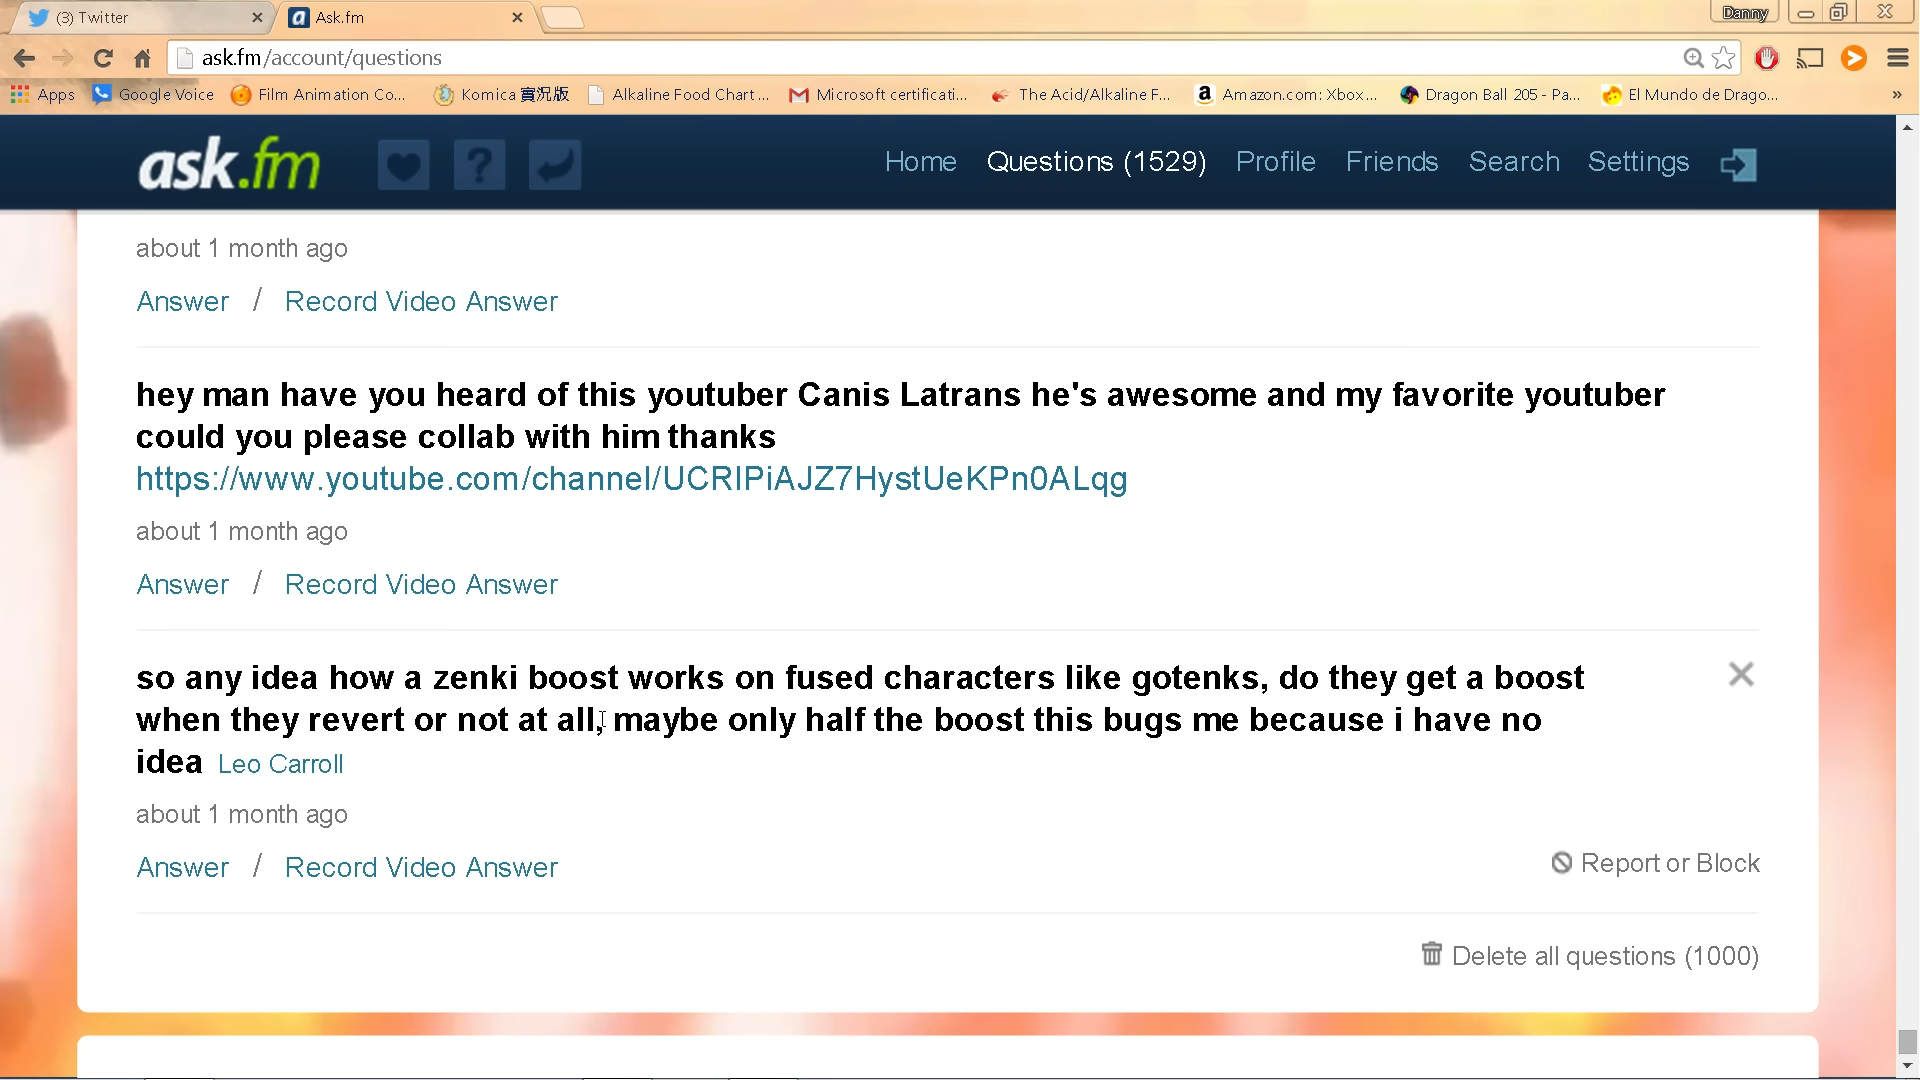 (3) Twitter
Ask.fm
Danny
ask.fm/account/questions
Apps
Google Voice
Film Animation Co...
Komica 實況版
Alkaline Food Chart ...
Microsoft certificati...
The Acid/Alkaline F...
Amazon.com: Xbox...
Dragon Ball 205 - Pa...
El Mundo de Drago...
»
ask.fm
Home
Questions (1529)
Profile
Friends
Search
Settings
about 1 month ago
Answer / Record Video Answer
hey man have you heard of this youtuber Canis Latrans he's awesome and my favorite youtuber
could you please collab with him thanks
https://www.youtube.com/channel/UCRIPiAJZ7HystUeKPn0ALqg
about 1 month ago
Answer / Record Video Answer
so any idea how a zenki boost works on fused characters like gotenks, do they get a boost
when they revert or not at all, maybe only half the boost this bugs me because i have no
idea Leo Carroll
about 1 month ago
Answer / Record Video Answer
Report or Block
Delete all questions (1000)